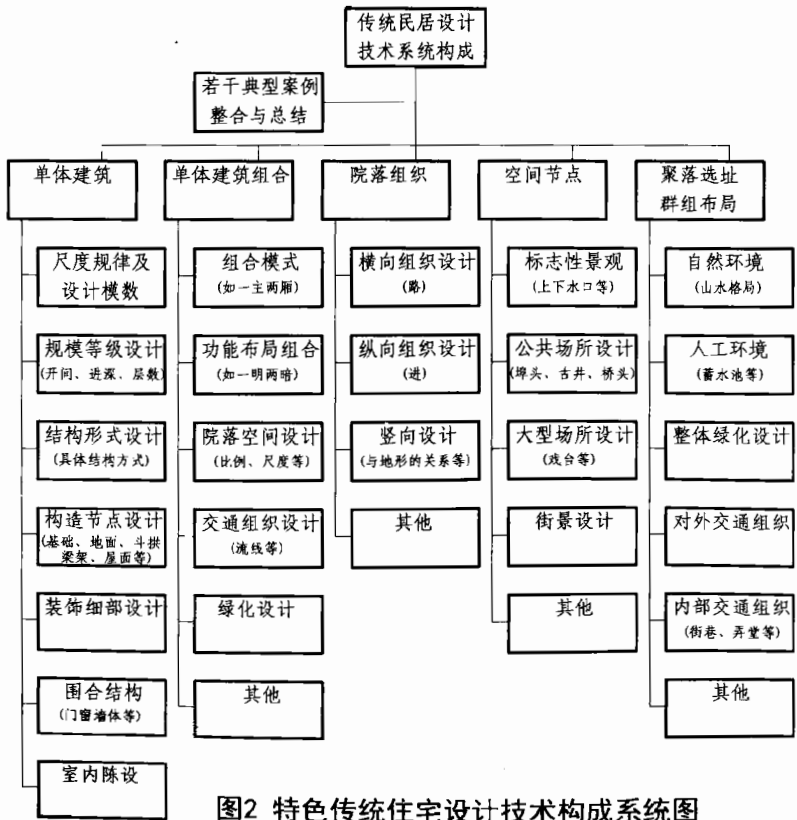 传统民居设计
技术系统构成
若干典型案例
整合与总结
单体建筑
单体建筑组合
院落组织
空间节点
聚落选址
群组布局
尺度规律及
设计模数
规模等级设计
(开间、进深、层数)
结构形式设计
(具体结构方式)
构造节点设计
(基础、地面、斗拱
梁架、屋面等)
装饰细部设计
围合结构
(门窗墙体等)
室内陈设
组合模式
(如一主两厢)
功能布局组合
(如一明两暗)
院落空间设计
(比例、尺度等)
交通组织设计
(流线等)
绿化设计
其他
横向组织设计
(路)
纵向组织设计
(进)
竖向设计
(与地形的关系等)
其他
标志性景观
(上下水口等)
公共场所设计
(埠头、古井、桥头)
大型场所设计
(戏台等)
街景设计
其他
自然环境
(山水格局)
人工环境
(蓄水池等)
整体绿化设计
对外交通组织
内部交通组织
(街巷、弄堂等)
其他
图2 特色传统住宅设计技术构成系统图